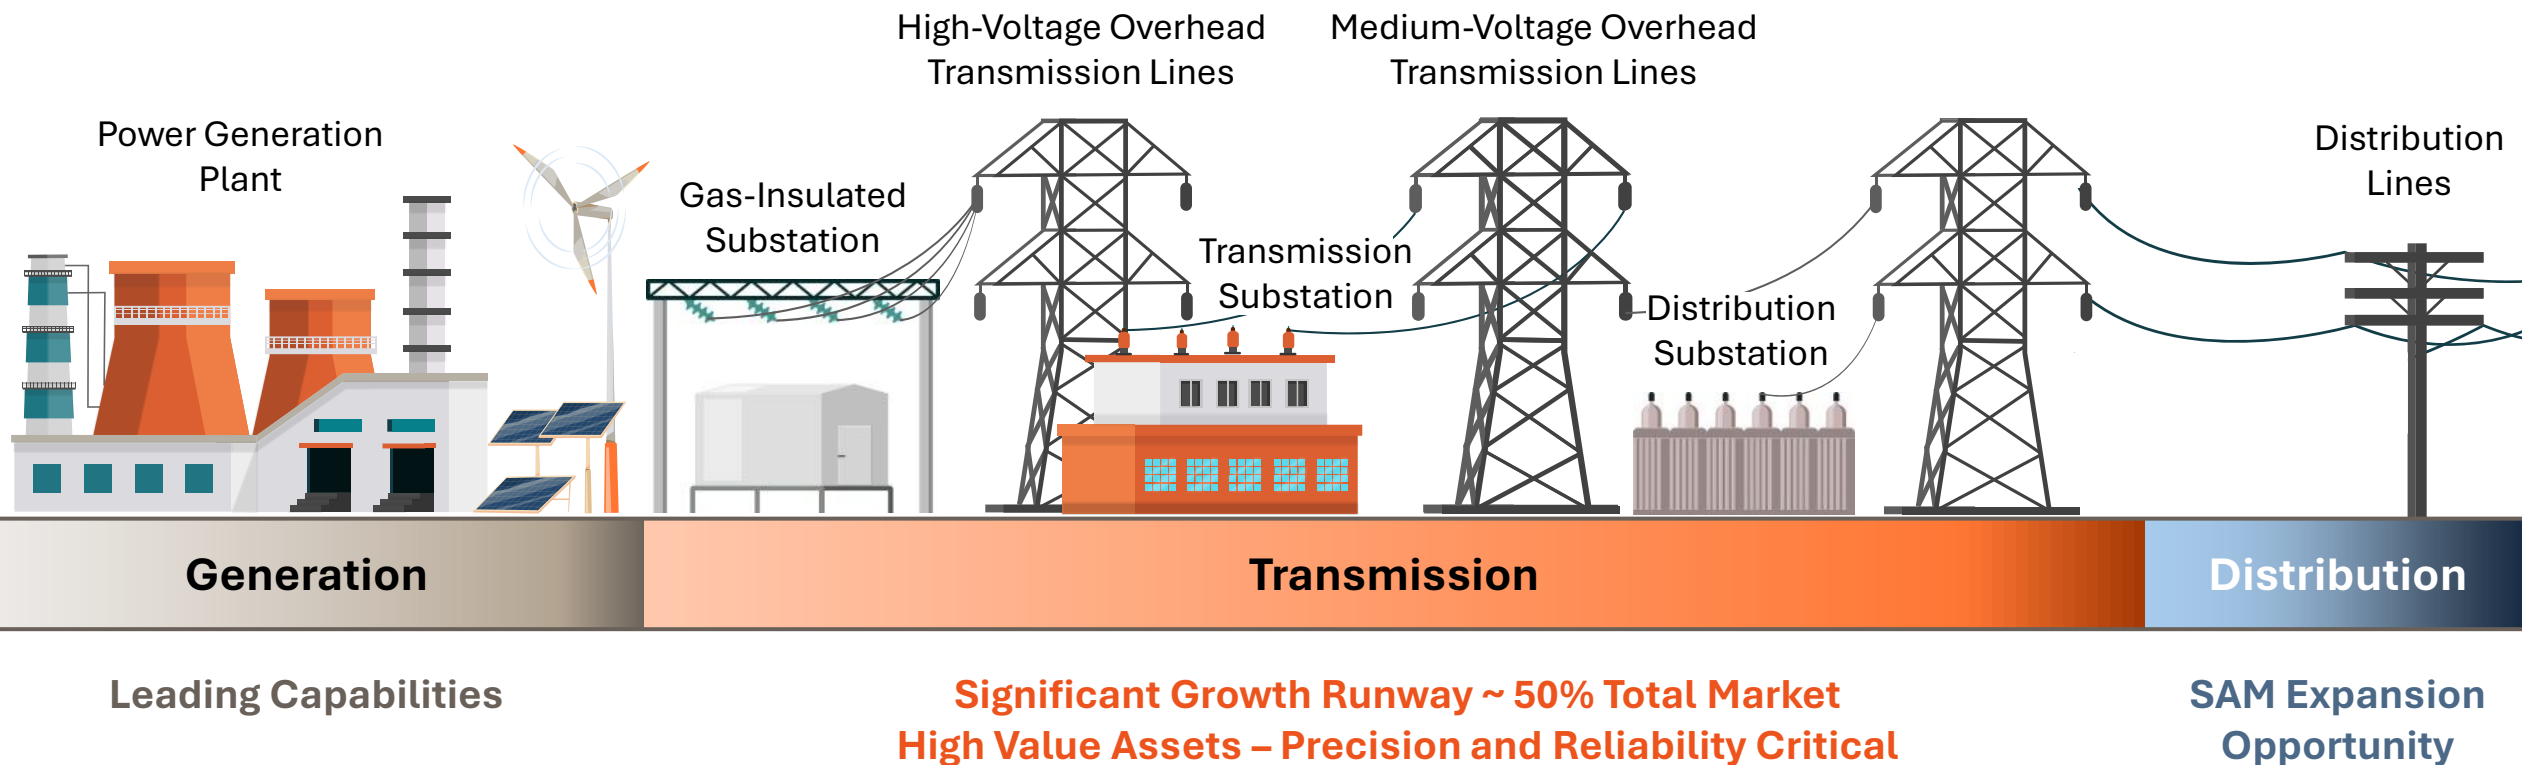 High-Voltage Overhead
Transmission Lines
Medium-Voltage Overhead
Transmission Lines
Power Generation
Plant
Gas-Insulated
Substation
Transmission
Substation
Distribution
Substation
Distribution
Lines
Generation
Transmission
Distribution
Leading Capabilities
Significant Growth Runway ~ 50% Total Market
High Value Assets – Precision and Reliability Critical
SAM Expansion
Opportunity